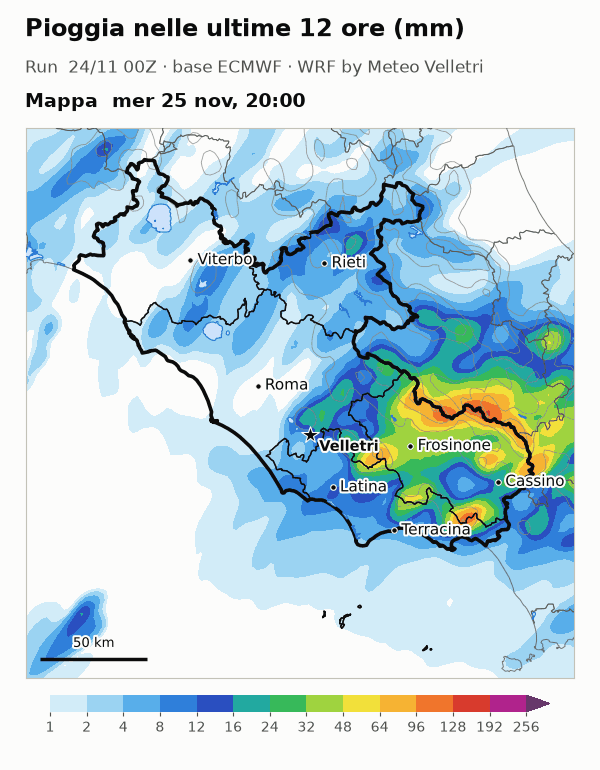 Pioggia nelle ultime 12 ore (mm)
Run  24/11 00Z · base ECMWF · WRF by Meteo Velletri
Mappa  mer 25 nov, 20:00
Viterbo
Rieti
Roma
Velletri
Frosinone
Latina
Cassino
Terracina
50 km
1 2 4 8 12 16 24 32 48 64 96 128 192 256